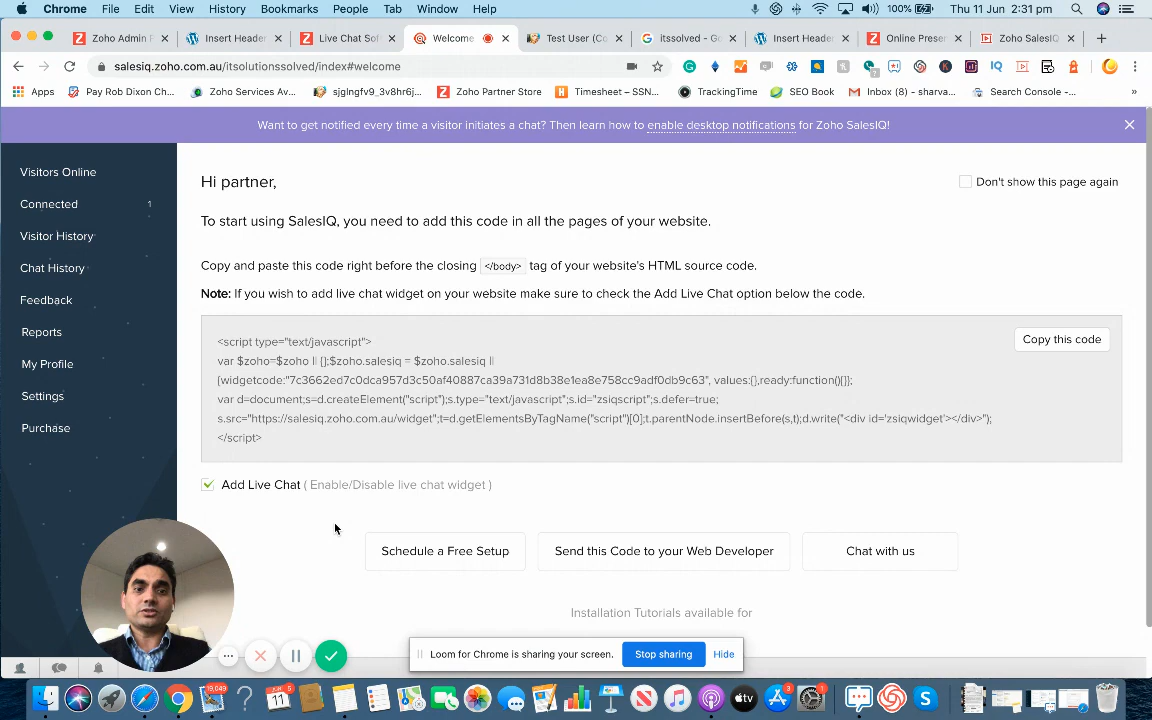 Chrome File Edit View History Bookmarks People Tab Window Help 100% Thu 11 Jun 2:31 pm
Zoho Admin F Insert Header Live Chat Sof Welcome Test User (Co itssolved - Go Insert Heade Online Preser Zoho SalesIQ
salesiq.zoho.com.au/itsolutionssolved/index#welcome
Apps Pay Rob Dixon Ch... Zoho Services Av... sjgingfv9_3v8hr6j... Zoho Partner Store Timesheet – SSN... TrackingTime SEO Book Inbox (8) - sharva... Search Console -...
Want to get notified every time a visitor initiates a chat? Then learn how to enable desktop notifications for Zoho SalesIQ!
Visitors Online
Connected 1
Visitor History
Chat History
Feedback
Reports
My Profile
Settings
Purchase
Hi partner,
Don't show this page again
To start using SalesIQ, you need to add this code in all the pages of your website.
Copy and paste this code right before the closing </body> tag of your website's HTML source code.
Note: If you wish to add live chat widget on your website make sure to check the Add Live Chat option below the code.
Copy this code
<script type="text/javascript">
var $zoho=$zoho || {};$zoho.salesiq = $zoho.salesiq ||
{widgetcode:"7c3662ed7c0dca957d3c50af40887ca39a731d8b38e1ea8e758cc9adf0db9c63", values:{},ready:function(){}};
var d=document;s=d.createElement("script");s.type="text/javascript";s.id="zsiqscript";s.defer=true;
s.src="https://salesiq.zoho.com.au/widget";t=d.getElementsByTagName("script")[0];t.parentNode.insertBefore(s,t);d.write("<div id='zsiqwidget'></div>");
</script>
Add Live Chat ( Enable/Disable live chat widget )
Schedule a Free Setup Send this Code to your Web Developer Chat with us
Installation Tutorials available for
Loom for Chrome is sharing your screen. Stop sharing Hide
19,049 11 tv 3 1